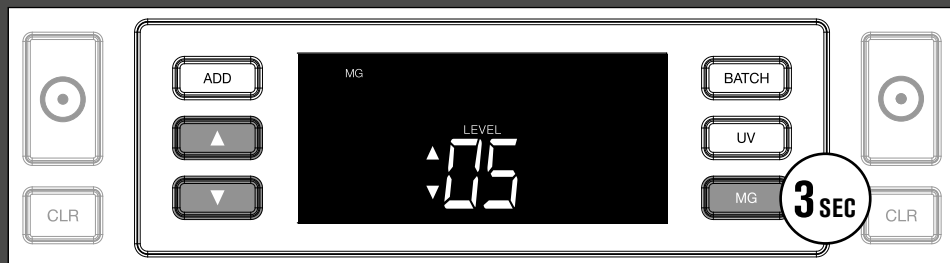 ADD
CLR
MG
LEVEL
05
BATCH
UV
MG
3 SEC
CLR